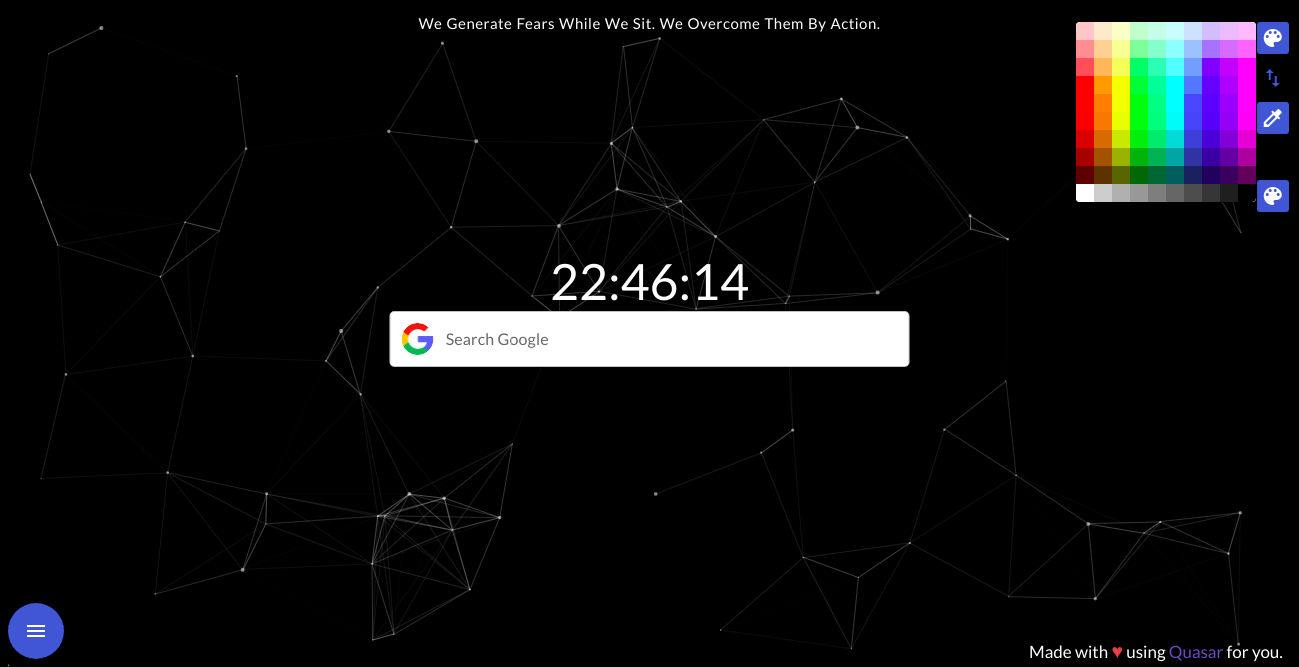 We Generate Fears While We Sit. We Overcome Them By Action.
22:46:14
Search Google
Made with ♥ using Quasar for you.